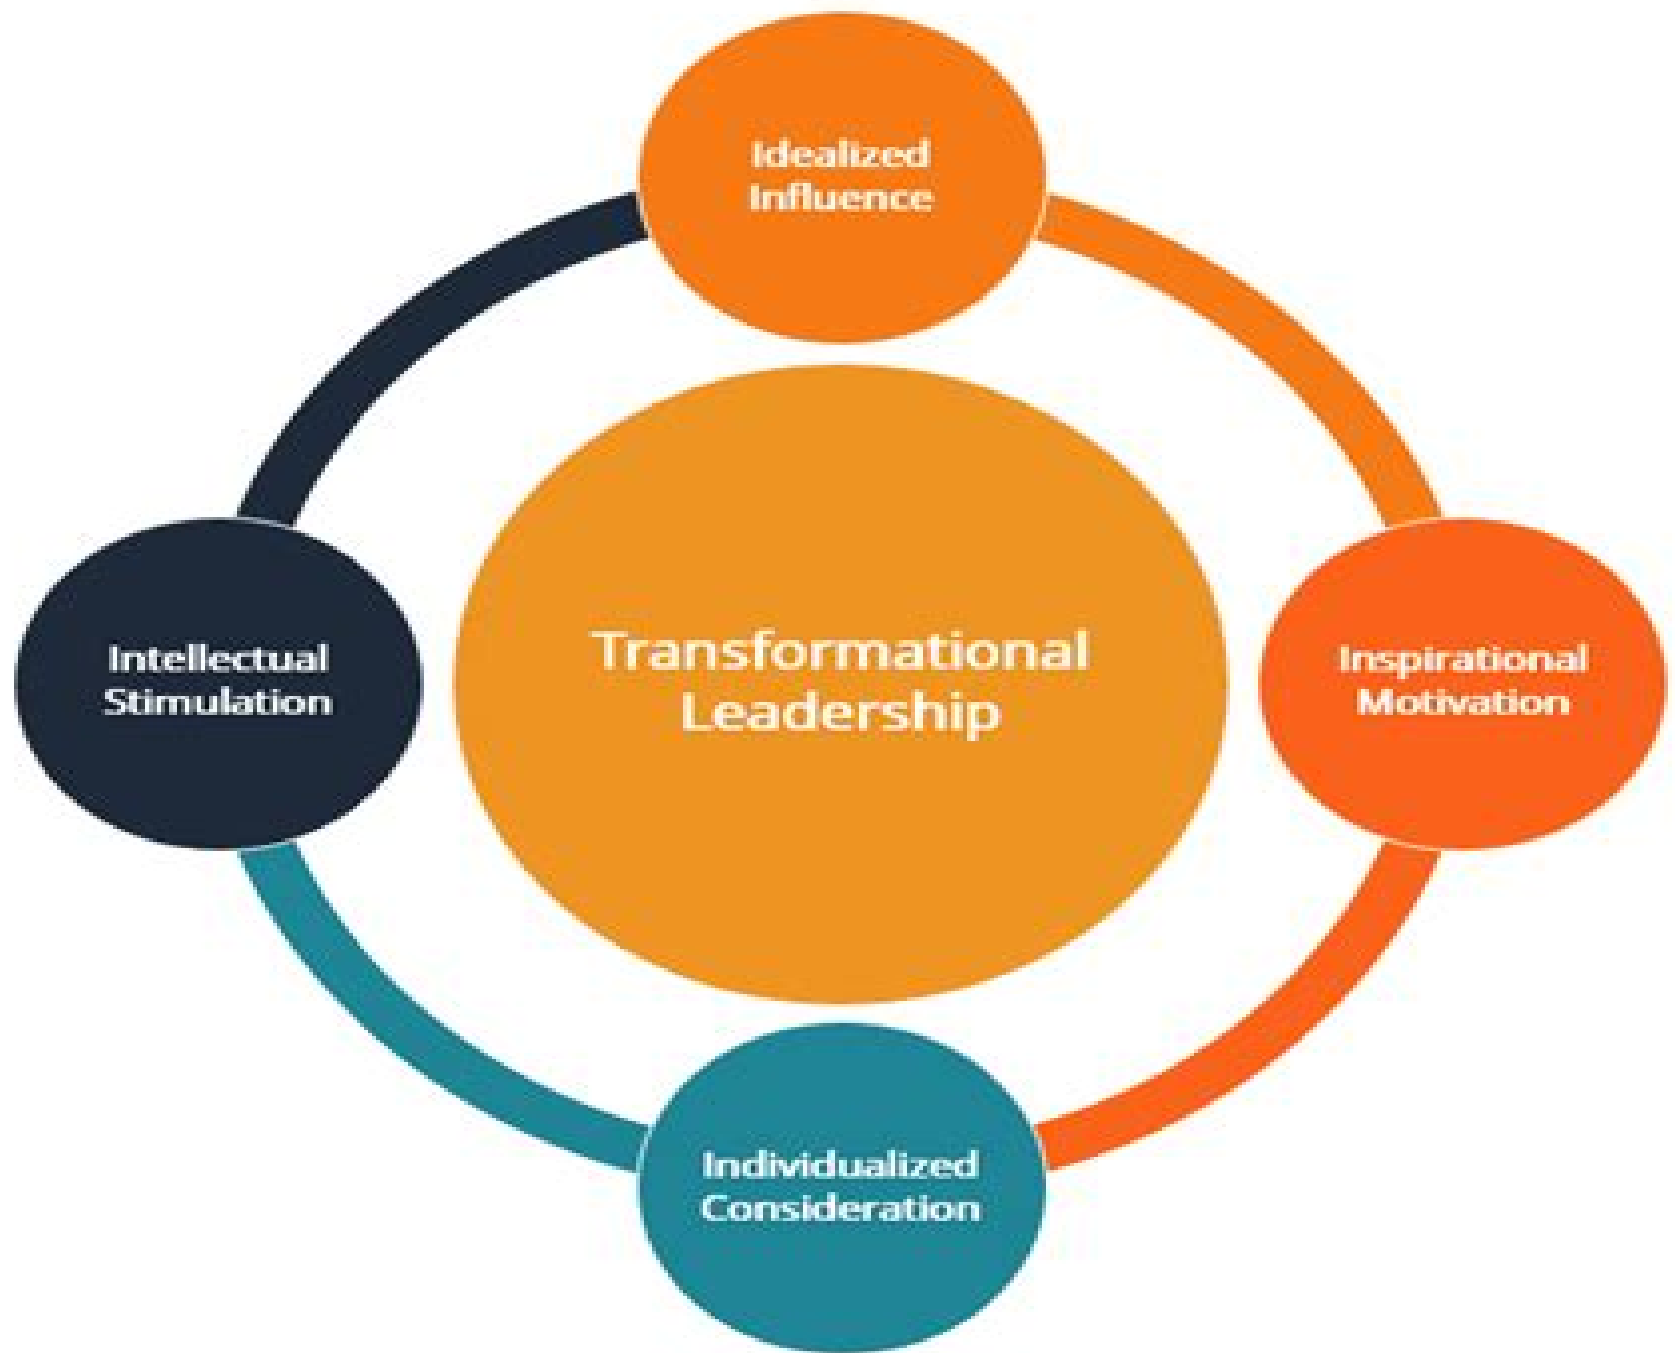 Idealized
Influence
Intellectual
Stimulation
Transformational
Leadership
Inspirational
Motivation
Individualized
Consideration